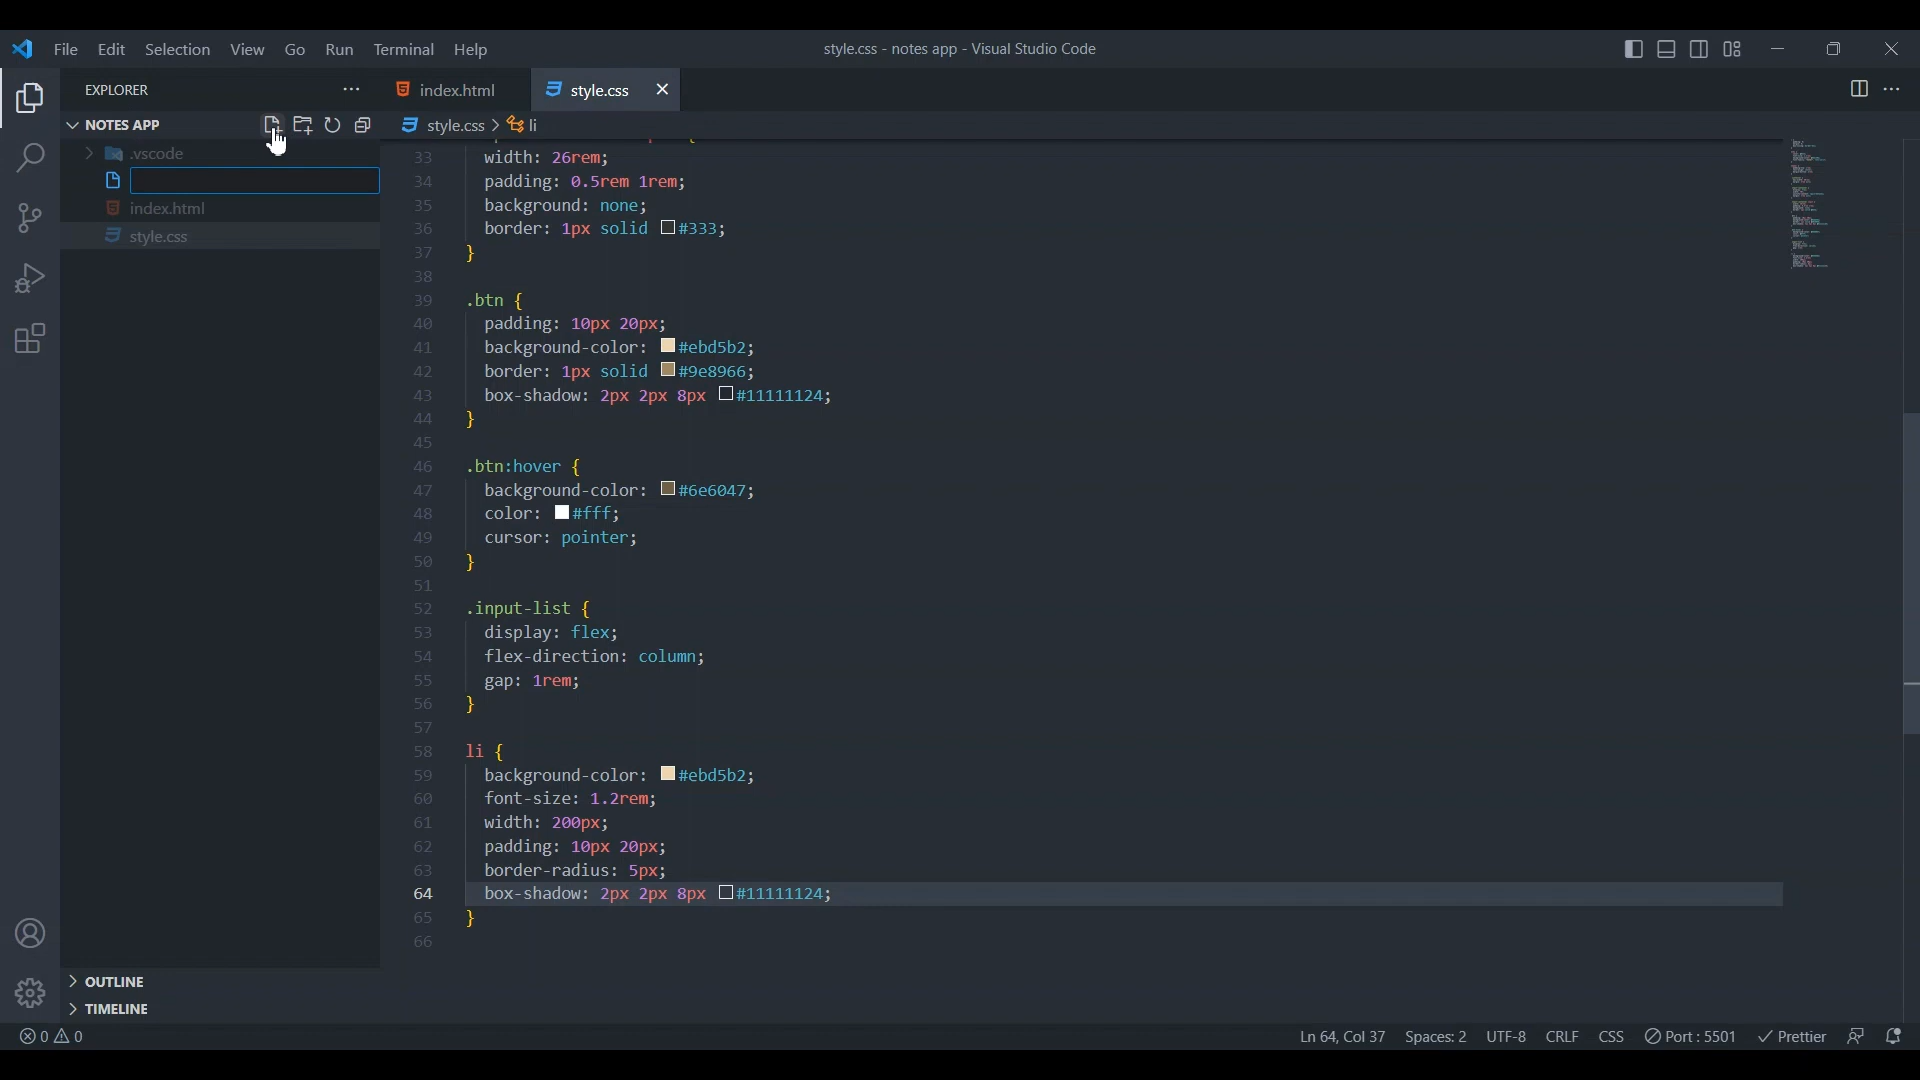 File Edit Selection View Go Run Terminal Help
style.css - notes app - Visual Studio Code
EXPLORER
index.html
style.css
NOTES APP
style.css > li
.vscode
index.html
style.css
33 width: 26rem;
34 padding: 0.5rem 1rem;
35 background: none;
36 border: 1px solid #333;
37 }
38
39 .btn {
40 padding: 10px 20px;
41 background-color: #ebd5b2;
42 border: 1px solid #9e8966;
43 box-shadow: 2px 2px 8px #11111124;
44 }
45
46 .btn:hover {
47 background-color: #6e6047;
48 color: #fff;
49 cursor: pointer;
50 }
51
52 .input-list {
53 display: flex;
54 flex-direction: column;
55 gap: 1rem;
56 }
57
58 li {
59 background-color: #ebd5b2;
60 font-size: 1.2rem;
61 width: 200px;
62 padding: 10px 20px;
63 border-radius: 5px;
64 box-shadow: 2px 2px 8px #11111124;
65 }
66
OUTLINE
TIMELINE
0 0
Ln 64, Col 37 Spaces: 2 UTF-8 CRLF CSS Port : 5501 Prettier